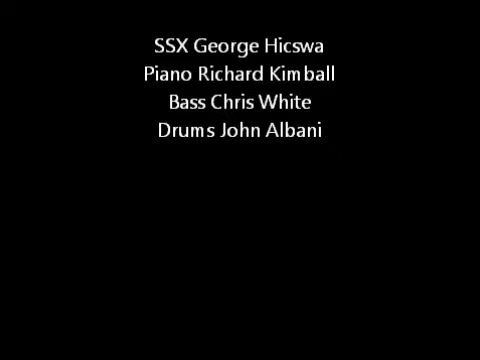 SSX George Hicswa
Piano Richard Kimball
Bass Chris White
Drums John Albani